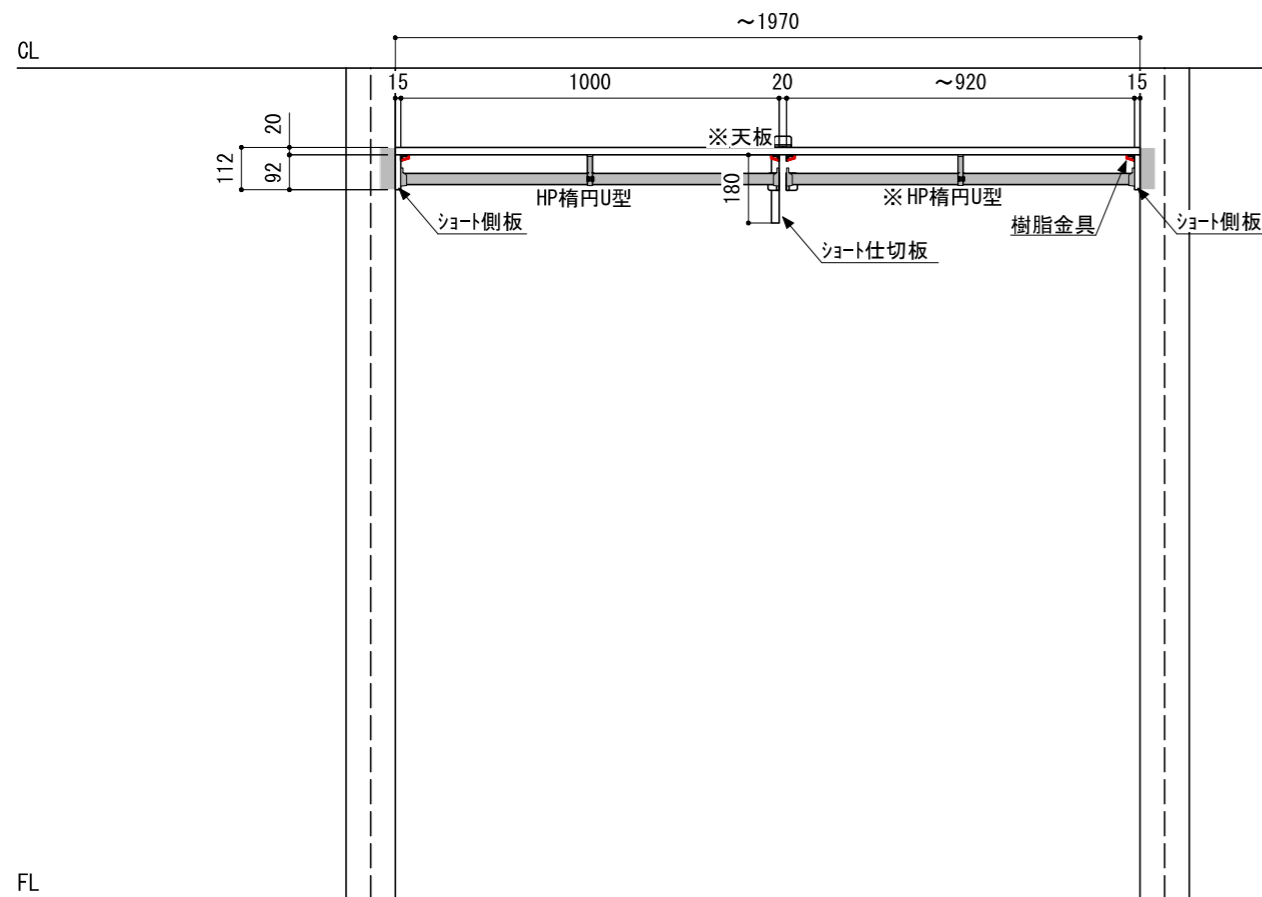 ～1970
CL
15
1000
20
～920
15
20
112
92
※天板
180
HP楕円U型
※HP楕円U型
ｼｮｰﾄ側板
樹脂金具
ｼｮｰﾄ側板
ｼｮｰﾄ仕切板
FL